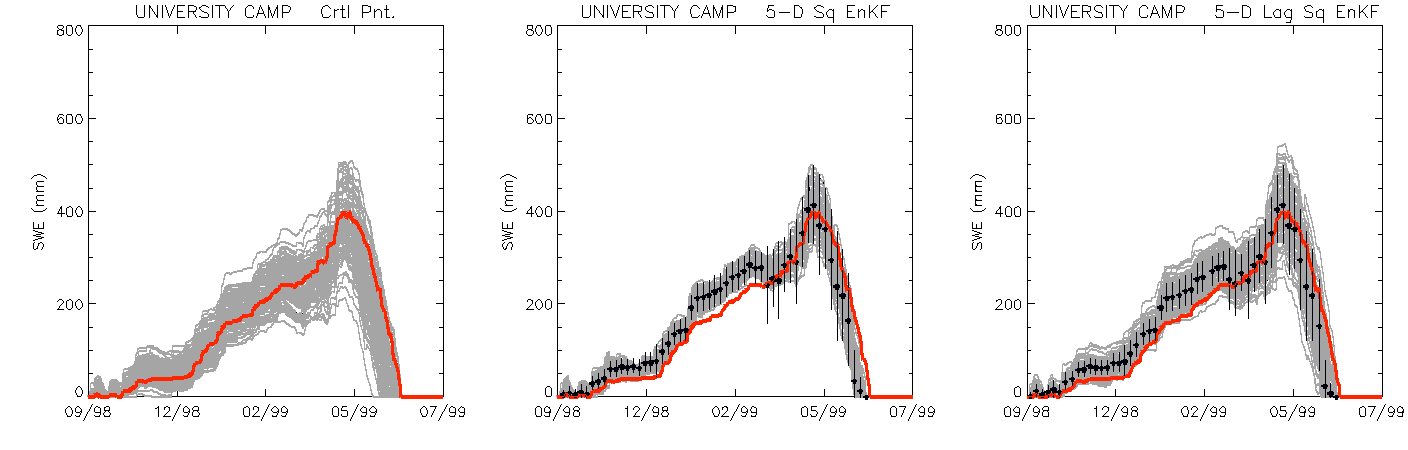 UNIVERSITY CAMP Crtl Pnt.
800
600
400
200
0
SWE (mm)
09/98 12/98 02/99 05/99 07/99
UNIVERSITY CAMP 5-D Sq EnKF
800
600
400
200
0
SWE (mm)
09/98 12/98 02/99 05/99 07/99
UNIVERSITY CAMP 5-D Lag Sq EnKF
800
600
400
200
0
SWE (mm)
09/98 12/98 02/99 05/99 07/99